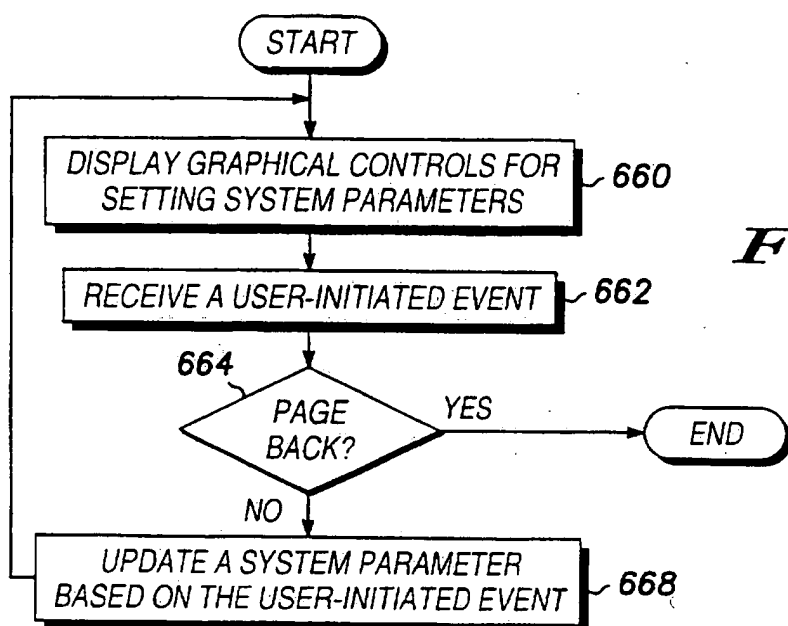 START
DISPLAY GRAPHICAL CONTROLS FOR
SETTING SYSTEM PARAMETERS
660
F
RECEIVE A USER-INITIATED EVENT
662
664
PAGE
BACK?
YES
END
NO
UPDATE A SYSTEM PARAMETER
BASED ON THE USER-INITIATED EVENT
668